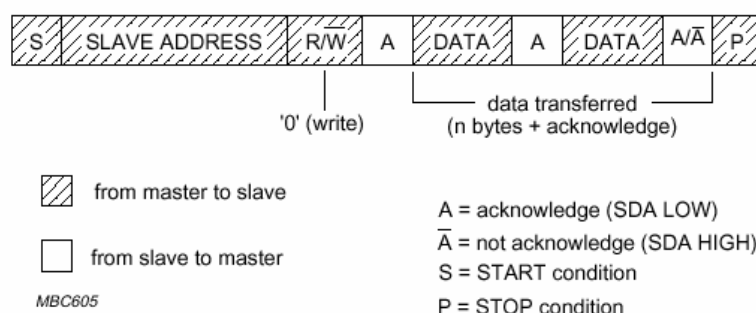 S SLAVE ADDRESS R/W̅ A DATA A DATA A/A̅ P
'0' (write)
data transferred
(n bytes + acknowledge)
from master to slave
from slave to master
A = acknowledge (SDA LOW)
A̅ = not acknowledge (SDA HIGH)
S = START condition
P = STOP condition
MBC605